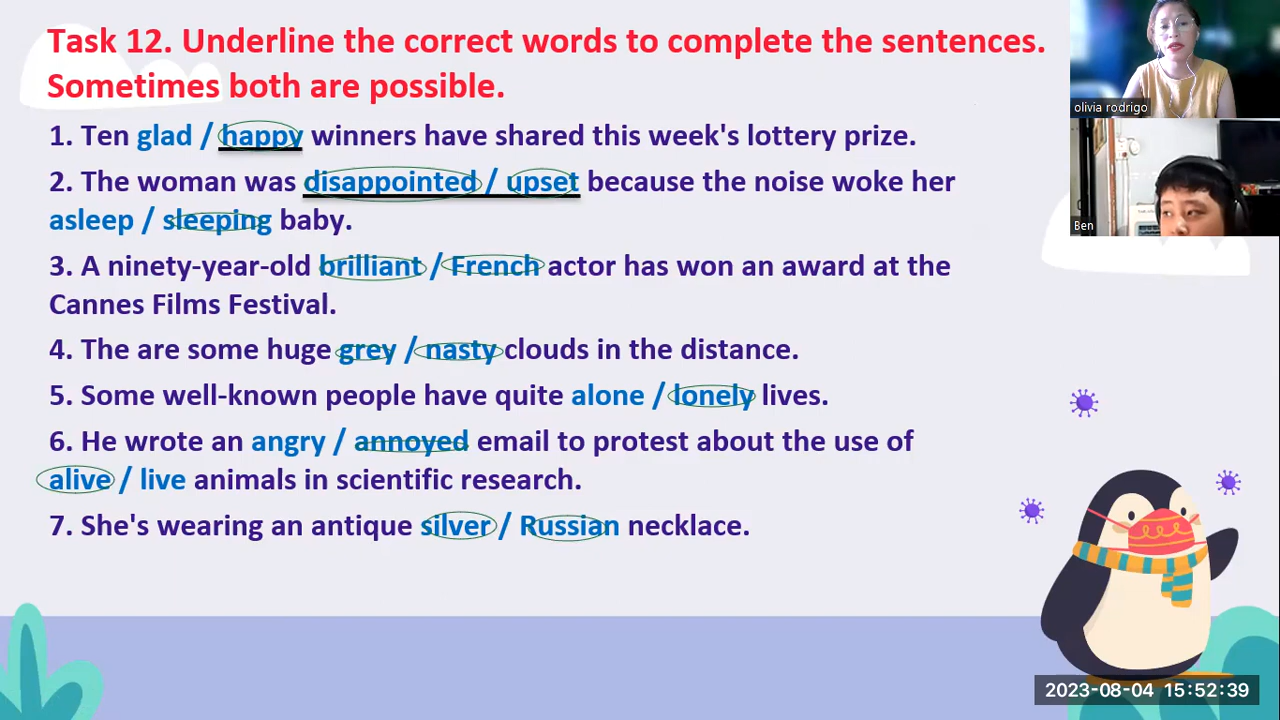 Task 12. Underline the correct words to complete the sentences.
Sometimes both are possible.
olivia rodrigo
1. Ten glad / happy winners have shared this week's lottery prize.
2. The woman was disappointed / upset because the noise woke her
asleep / sleeping baby.
Ben
3. A ninety-year-old brilliant / French actor has won an award at the
Cannes Films Festival.
4. The are some huge grey / nasty clouds in the distance.
5. Some well-known people have quite alone / lonely lives.
6. He wrote an angry / annoyed email to protest about the use of
alive / live animals in scientific research.
7. She's wearing an antique silver / Russian necklace.
2023-08-04 15:52:39